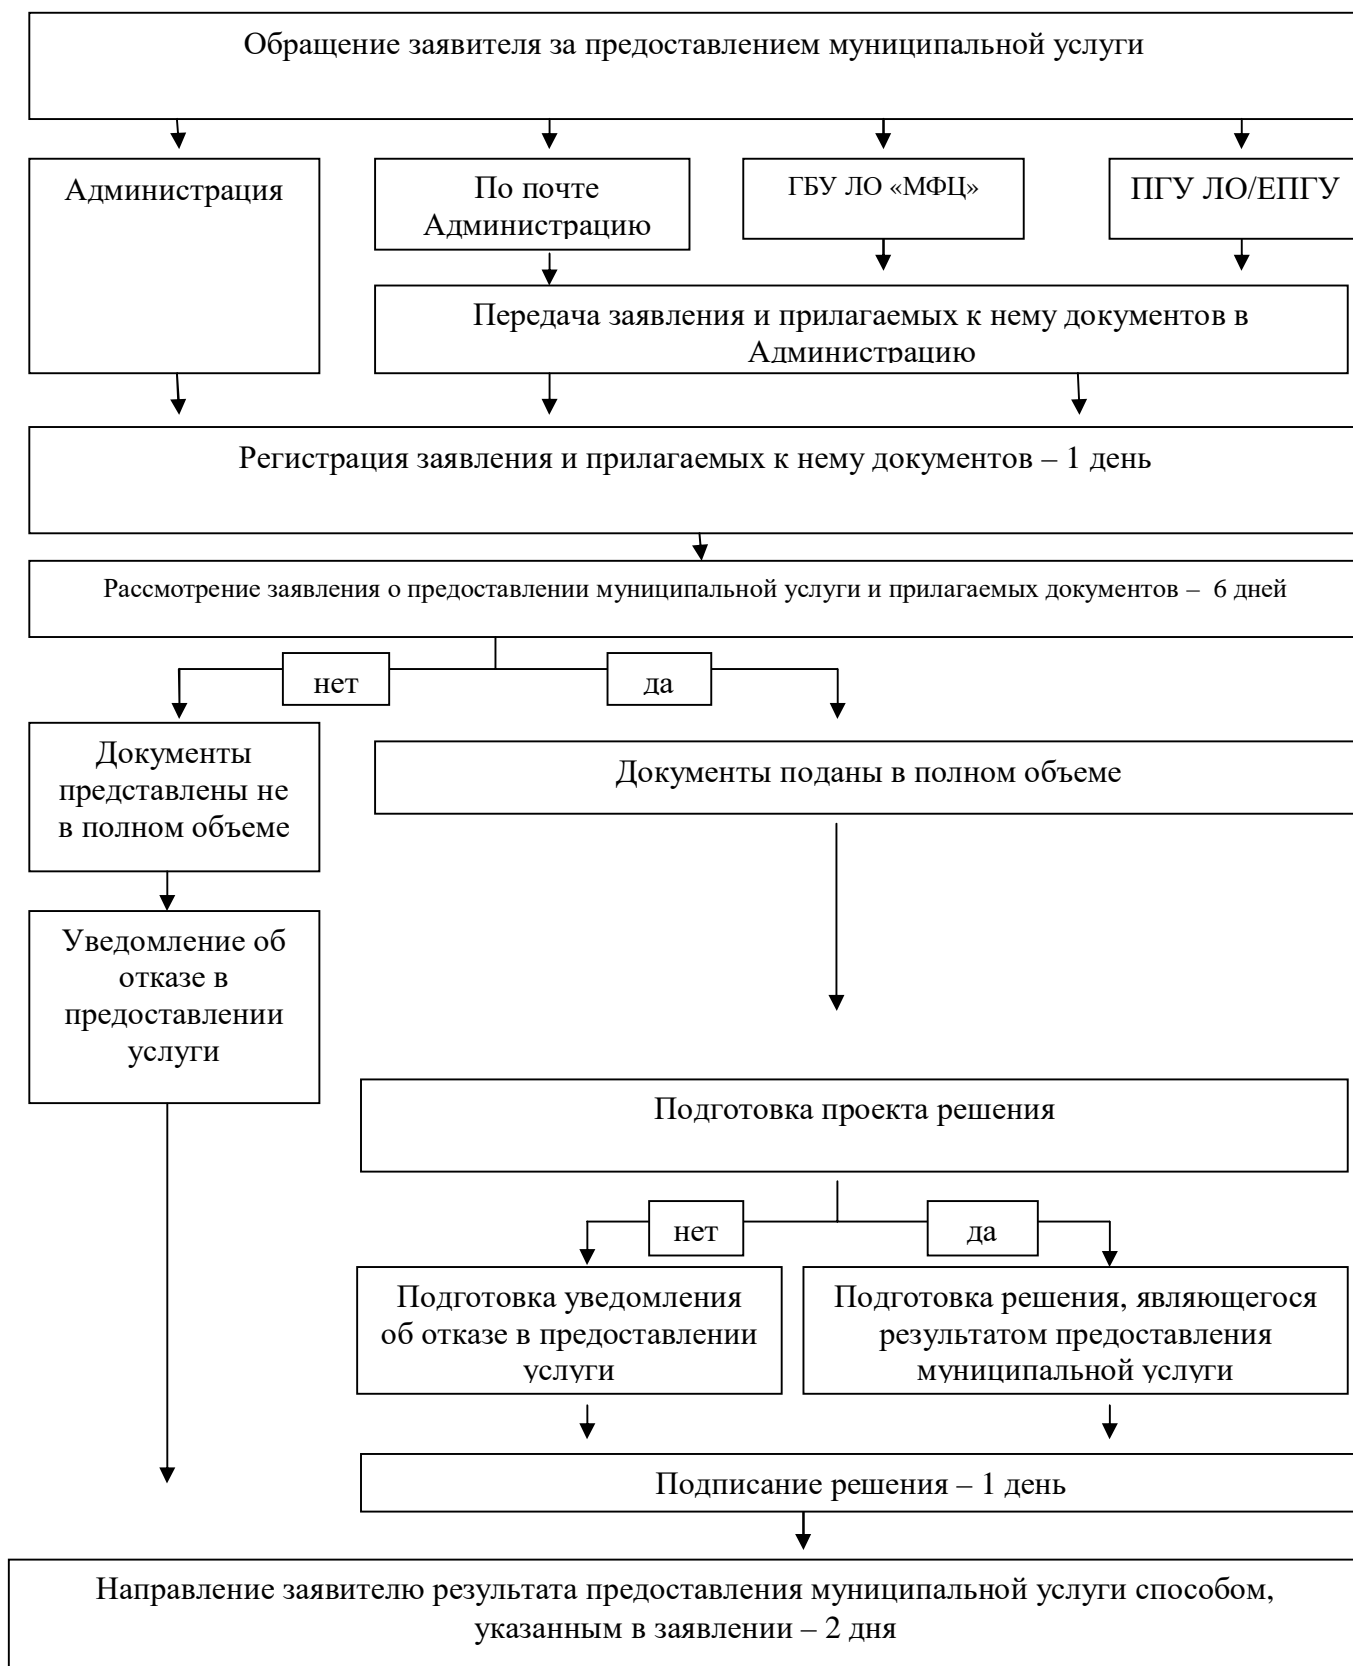 Обращение заявителя за предоставлением муниципальной услуги
Администрация
По почте
Администрацию
ГБУ ЛО «МФЦ»
ПГУ ЛО/ЕПГУ
Передача заявления и прилагаемых к нему документов в
Администрацию
Регистрация заявления и прилагаемых к нему документов – 1 день
Рассмотрение заявления о предоставлении муниципальной услуги и прилагаемых документов – 6 дней
нет
да
Документы
представлены не
в полном объеме
Документы поданы в полном объеме
Уведомление об
отказе в
предоставлении
услуги
Подготовка проекта решения
нет
да
Подготовка уведомления
об отказе в предоставлении
услуги
Подготовка решения, являющегося
результатом предоставления
муниципальной услуги
Подписание решения – 1 день
Направление заявителю результата предоставления муниципальной услуги способом,
указанным в заявлении – 2 дня